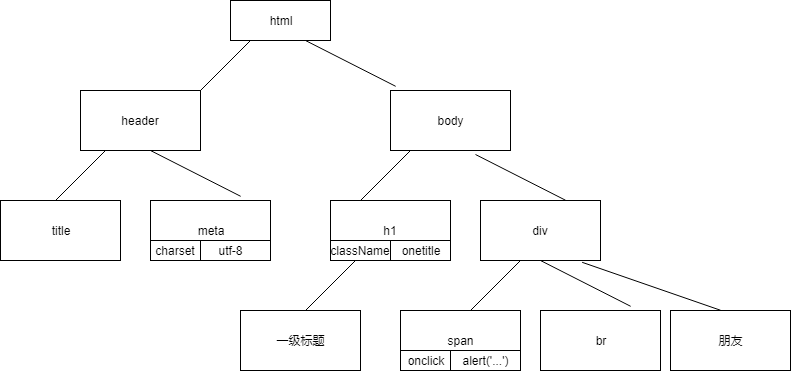 html
header
body
title
meta
charset utf-8
h1
className onetitle
div
一级标题
span
onclick alert('...')
br
朋友